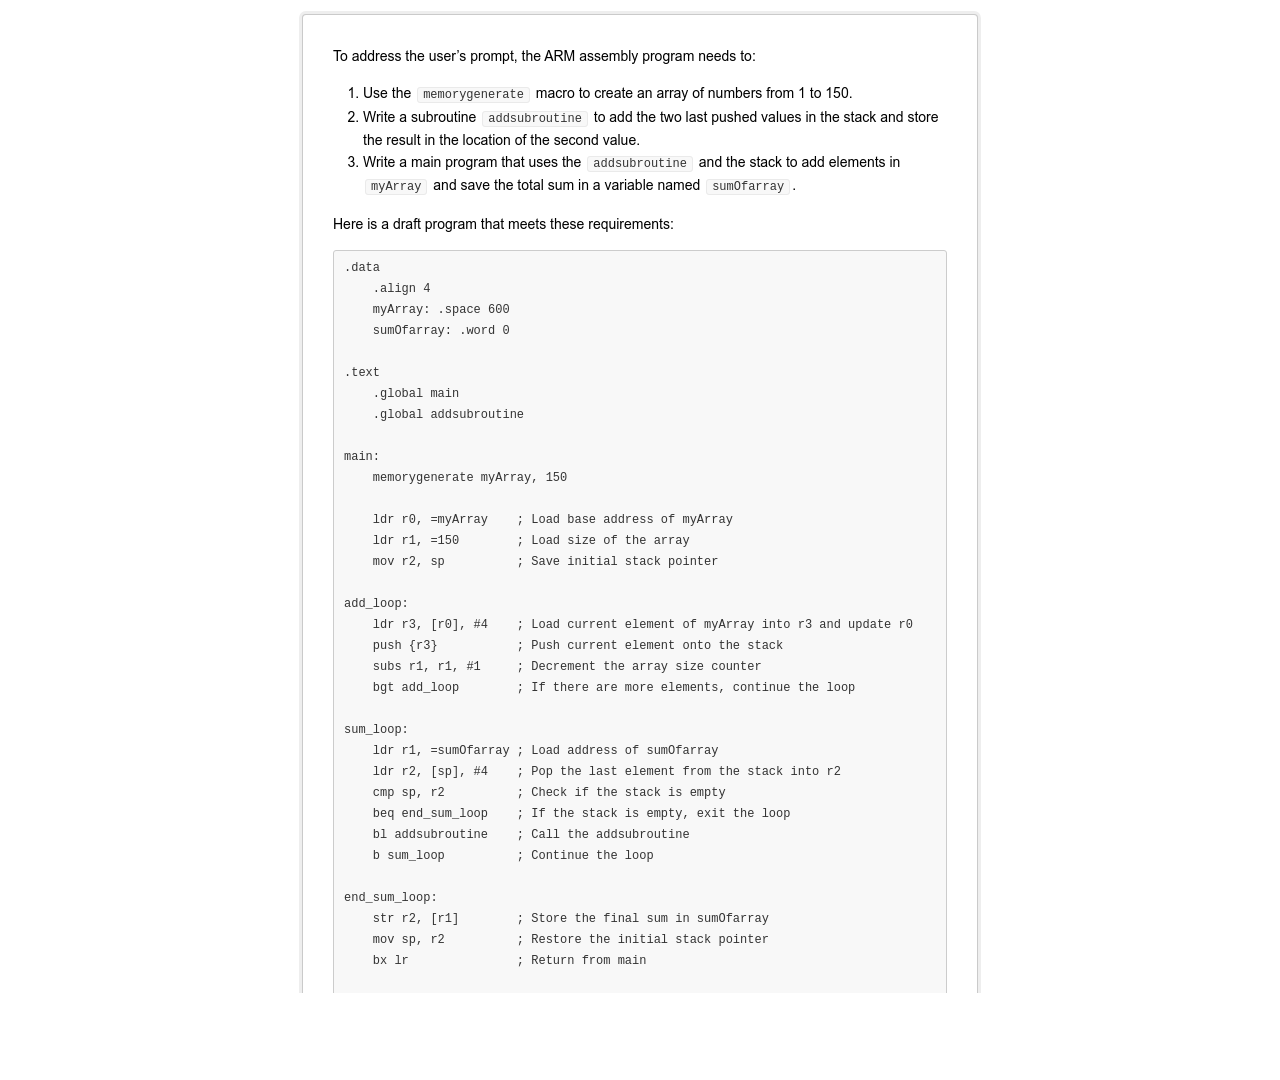 To address the user’s prompt, the ARM assembly program needs to:
1. Use the memorygenerate macro to create an array of numbers from 1 to 150.
2. Write a subroutine addsubroutine to add the two last pushed values in the stack and store
the result in the location of the second value.
3. Write a main program that uses the addsubroutine and the stack to add elements in
myArray and save the total sum in a variable named sumOfarray .
Here is a draft program that meets these requirements:
.data
    .align 4
    myArray: .space 600
    sumOfarray: .word 0

.text
    .global main
    .global addsubroutine

main:
    memorygenerate myArray, 150

    ldr r0, =myArray    ; Load base address of myArray
    ldr r1, =150        ; Load size of the array
    mov r2, sp          ; Save initial stack pointer

add_loop:
    ldr r3, [r0], #4    ; Load current element of myArray into r3 and update r0
    push {r3}           ; Push current element onto the stack
    subs r1, r1, #1     ; Decrement the array size counter
    bgt add_loop        ; If there are more elements, continue the loop

sum_loop:
    ldr r1, =sumOfarray ; Load address of sumOfarray
    ldr r2, [sp], #4    ; Pop the last element from the stack into r2
    cmp sp, r2          ; Check if the stack is empty
    beq end_sum_loop    ; If the stack is empty, exit the loop
    bl addsubroutine    ; Call the addsubroutine
    b sum_loop          ; Continue the loop

end_sum_loop:
    str r2, [r1]        ; Store the final sum in sumOfarray
    mov sp, r2          ; Restore the initial stack pointer
    bx lr               ; Return from main